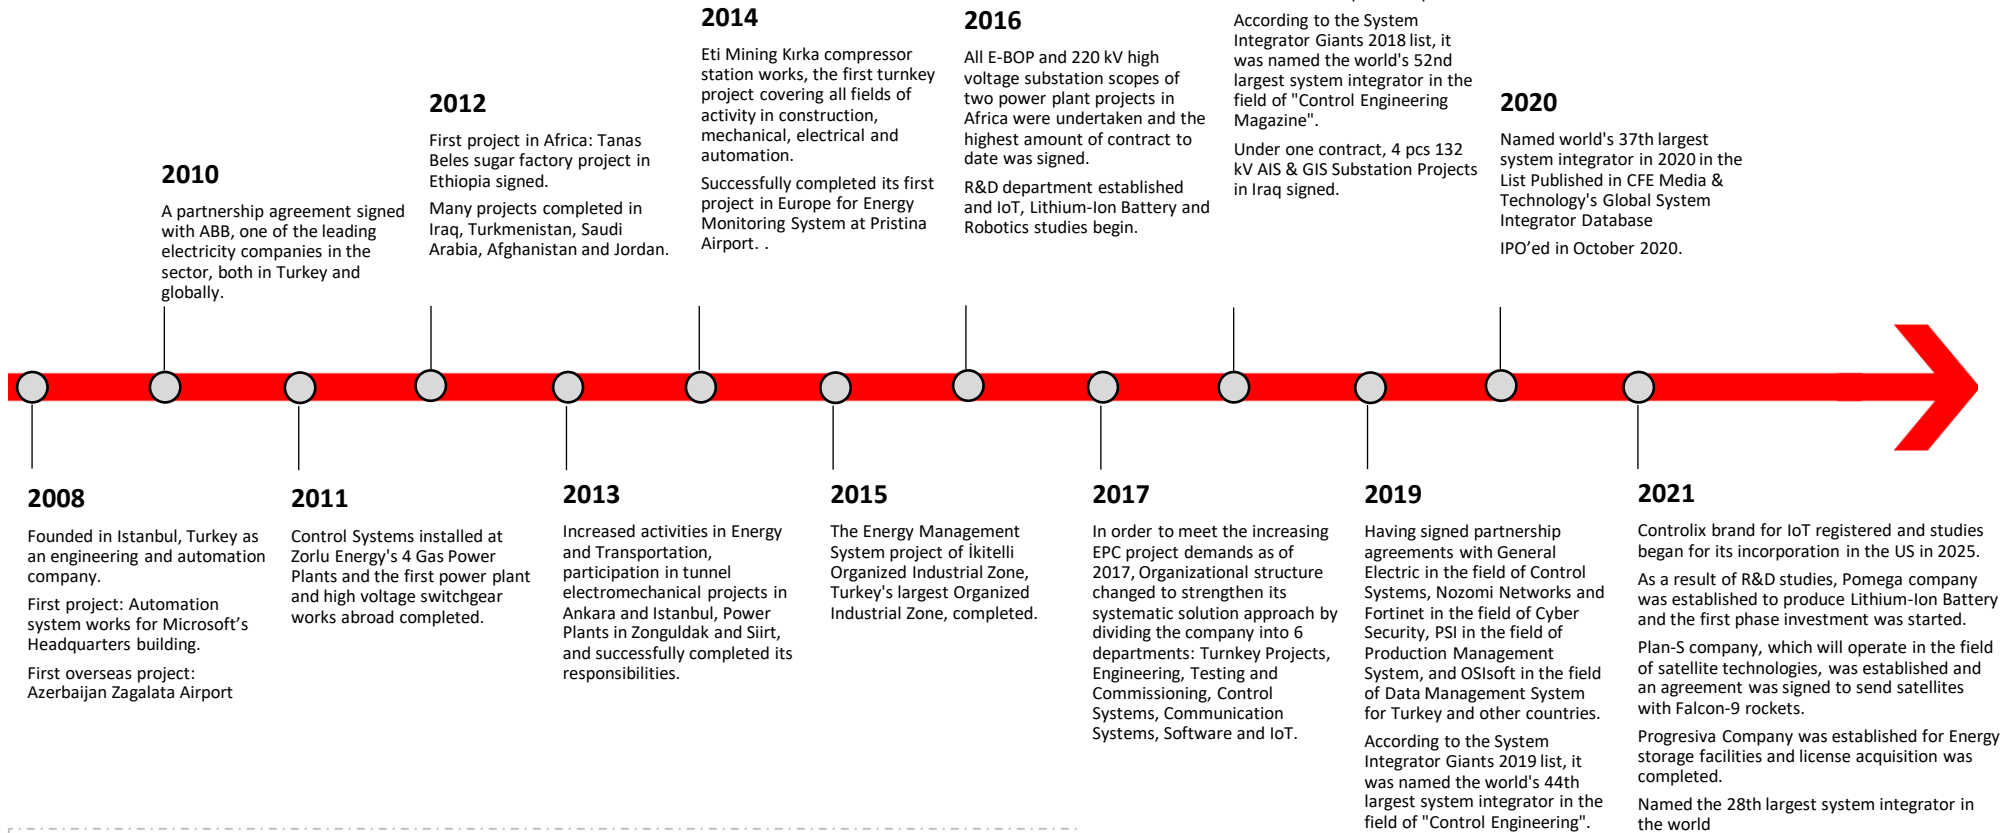 2014
Eti Mining Kırka compressor
station works, the first turnkey
project covering all fields of
activity in construction,
mechanical, electrical and
automation.
Successfully completed its first
project in Europe for Energy
Monitoring System at Pristina
Airport. .
2016
All E-BOP and 220 kV high
voltage substation scopes of
two power plant projects in
Africa were undertaken and the
highest amount of contract to
date was signed.
R&D department established
and IoT, Lithium-Ion Battery and
Robotics studies begin.
According to the System
Integrator Giants 2018 list, it
was named the world's 52nd
largest system integrator in the
field of "Control Engineering
Magazine".
Under one contract, 4 pcs 132
kV AIS & GIS Substation Projects
in Iraq signed.
2012
First project in Africa: Tanas
Beles sugar factory project in
Ethiopia signed.
Many projects completed in
Iraq, Turkmenistan, Saudi
Arabia, Afghanistan and Jordan.
2020
Named world's 37th largest
system integrator in 2020 in the
List Published in CFE Media &
Technology's Global System
Integrator Database
IPO’ed in October 2020.
2010
A partnership agreement signed
with ABB, one of the leading
electricity companies in the
sector, both in Turkey and
globally.
2008
Founded in Istanbul, Turkey as
an engineering and automation
company.
First project: Automation
system works for Microsoft’s
Headquarters building.
First overseas project:
Azerbaijan Zagalata Airport
2011
Control Systems installed at
Zorlu Energy's 4 Gas Power
Plants and the first power plant
and high voltage switchgear
works abroad completed.
2013
Increased activities in Energy
and Transportation,
participation in tunnel
electromechanical projects in
Ankara and Istanbul, Power
Plants in Zonguldak and Siirt,
and successfully completed its
responsibilities.
2015
The Energy Management
System project of İkitelli
Organized Industrial Zone,
Turkey's largest Organized
Industrial Zone, completed.
2017
In order to meet the increasing
EPC project demands as of
2017, Organizational structure
changed to strengthen its
systematic solution approach by
dividing the company into 6
departments: Turnkey Projects,
Engineering, Testing and
Commissioning, Control
Systems, Communication
Systems, Software and IoT.
2019
Having signed partnership
agreements with General
Electric in the field of Control
Systems, Nozomi Networks and
Fortinet in the field of Cyber
Security, PSI in the field of
Production Management
System, and OSIsoft in the field
of Data Management System
for Turkey and other countries.
According to the System
Integrator Giants 2019 list, it
was named the world's 44th
largest system integrator in the
field of "Control Engineering".
2021
Controlix brand for IoT registered and studies
began for its incorporation in the US in 2025.
As a result of R&D studies, Pomega company
was established to produce Lithium-Ion Battery
and the first phase investment was started.
Plan-S company, which will operate in the field
of satellite technologies, was established and
an agreement was signed to send satellites
with Falcon-9 rockets.
Progresiva Company was established for Energy
storage facilities and license acquisition was
completed.
Named the 28th largest system integrator in
the world